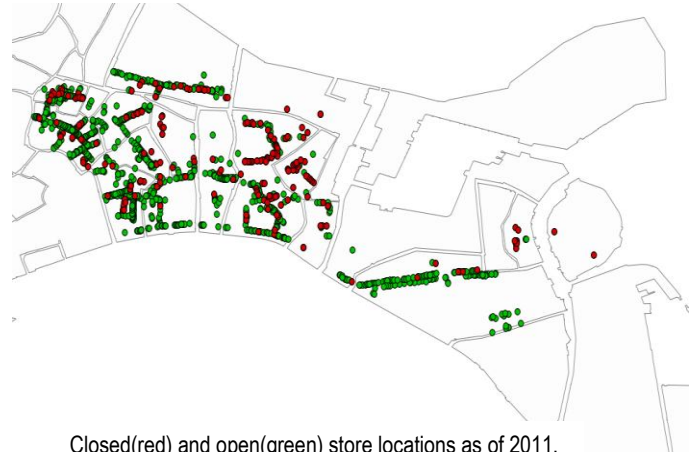 Closed(red) and open(green) store locations as of 2011.